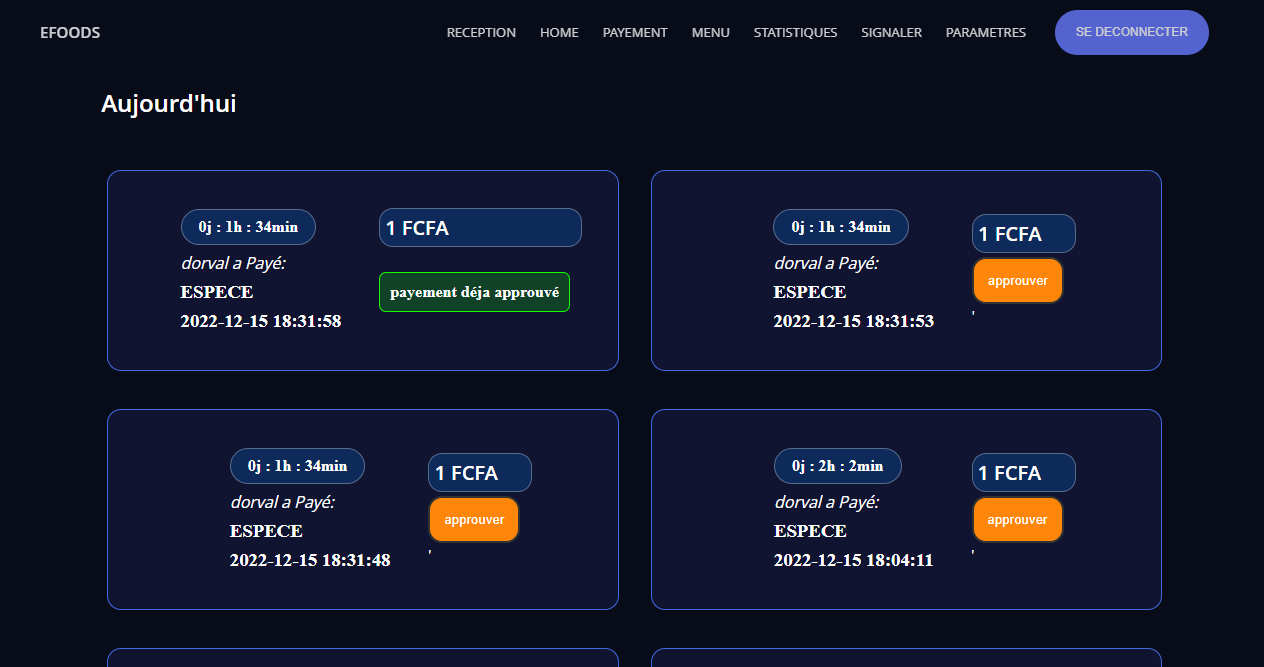 EFOODS
RECEPTION HOME PAYEMENT MENU STATISTIQUES SIGNALER PARAMETRES SE DECONNECTER
Aujourd'hui
0j : 1h : 34min
dorval a Payé:
ESPECE
2022-12-15 18:31:58
1 FCFA
payement déja approuvé
0j : 1h : 34min
dorval a Payé:
ESPECE
2022-12-15 18:31:53
1 FCFA
approuver
'
0j : 1h : 34min
dorval a Payé:
ESPECE
2022-12-15 18:31:48
1 FCFA
approuver
'
0j : 2h : 2min
dorval a Payé:
ESPECE
2022-12-15 18:04:11
1 FCFA
approuver
'